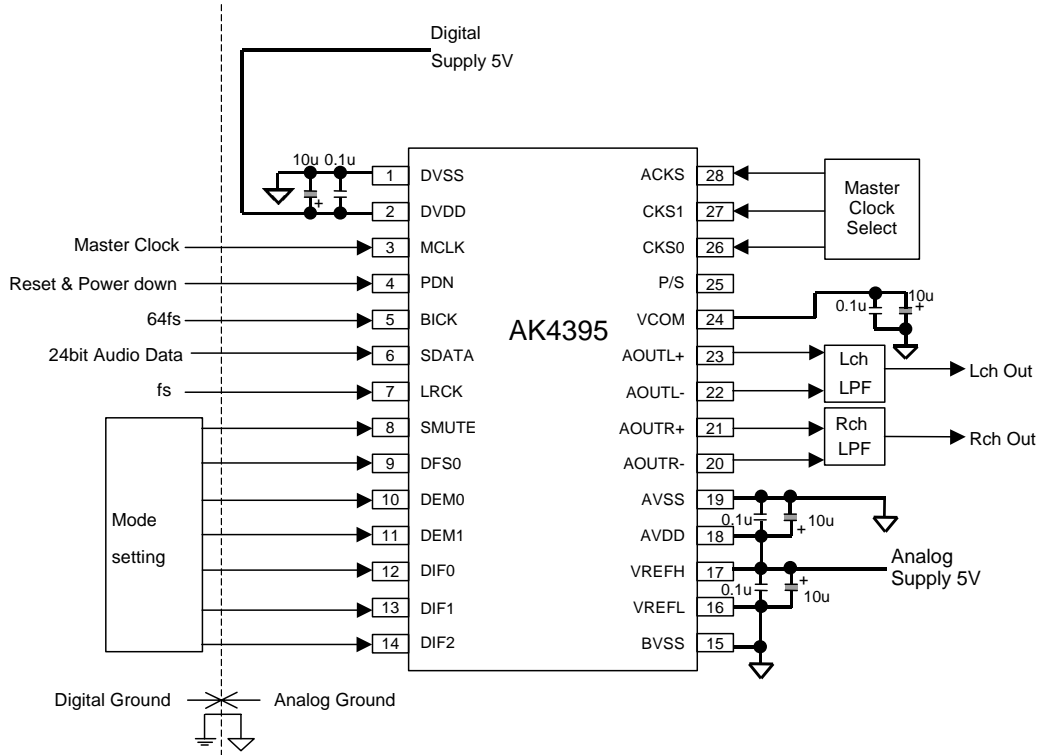 Digital
Supply 5V
10u 0.1u
+
1 DVSS
2 DVDD
Master Clock 3 MCLK
Reset & Power down 4 PDN
64fs 5 BICK
24bit Audio Data 6 SDATA
fs 7 LRCK
8 SMUTE
9 DFS0
10 DEM0
11 DEM1
12 DIF0
13 DIF1
14 DIF2
Mode
setting
AK4395
ACKS 28
CKS1 27
CKS0 26
P/S 25
VCOM 24
AOUTL+ 23
AOUTL- 22
AOUTR+ 21
AOUTR- 20
AVSS 19
AVDD 18
VREFH 17
VREFL 16
BVSS 15
Master
Clock
Select
0.1u 10u
+
Lch
LPF
Lch Out
Rch
LPF
Rch Out
0.1u 10u
+
Analog
Supply 5V
+
0.1u 10u
Digital Ground Analog Ground